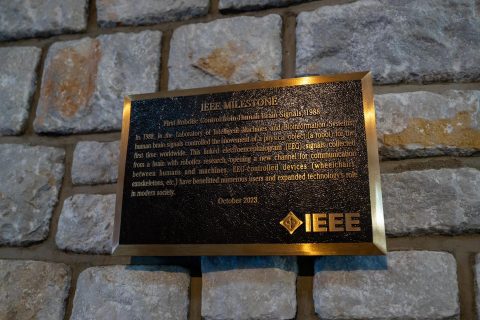 IEEE MILESTONE
First Robotic Control from Human Brain Signals, 1988
In 1988, in the Laboratory of Intelligent Machines and Bioinformation Systems,
human brain signals controlled the movement of a physical object (a robot) for the
first time worldwide. This linked electroencephalogram (EEG) signals collected
from a brain with robotics research, opening a new channel for communication
between humans and machines. EEG-controlled devices (wheelchairs,
exoskeletons, etc.) have benefitted numerous users and expanded technology's role
in modern society.
October 2023
IEEE